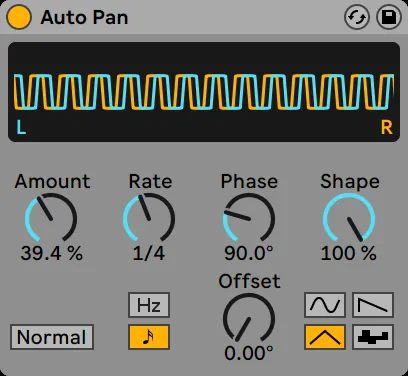 Auto Pan
L R
Amount Rate Phase Shape
39.4 % 1/4 90.0° 100 %
Offset
Hz
Normal
0.00°